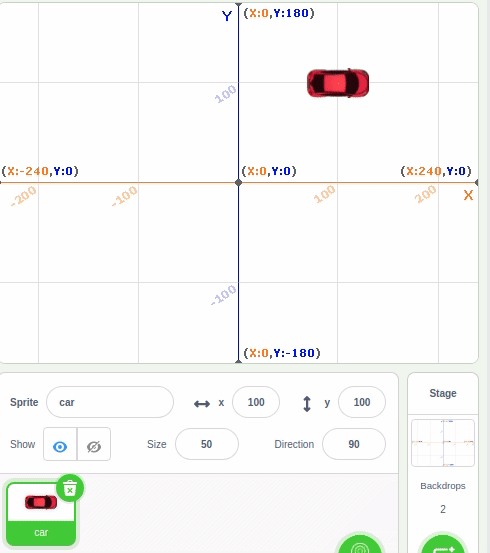 Y
(X:0,Y:180)
100
(X:-240,Y:0)
(X:0,Y:0)
(X:240,Y:0)
-200
-100
100
200
X
-100
(X:0,Y:-180)
Sprite car x 100 y 100
Show Size 50 Direction 90
car
Stage
Backdrops
2